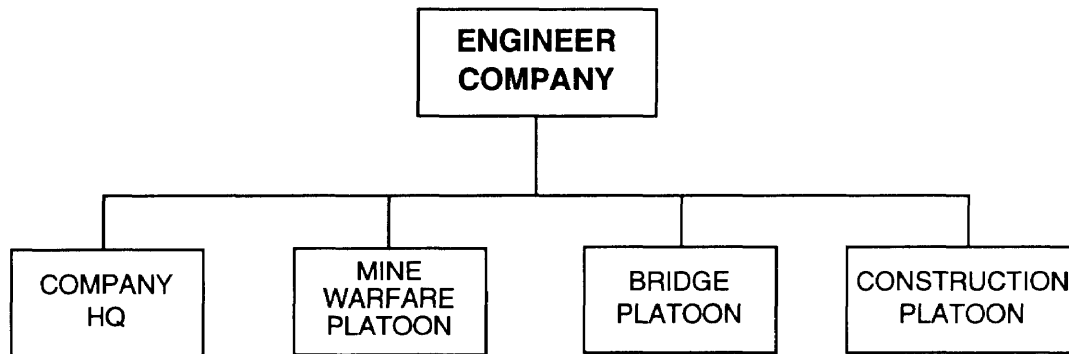 ENGINEER
COMPANY
COMPANY
HQ
MINE
WARFARE
PLATOON
BRIDGE
PLATOON
CONSTRUCTION
PLATOON